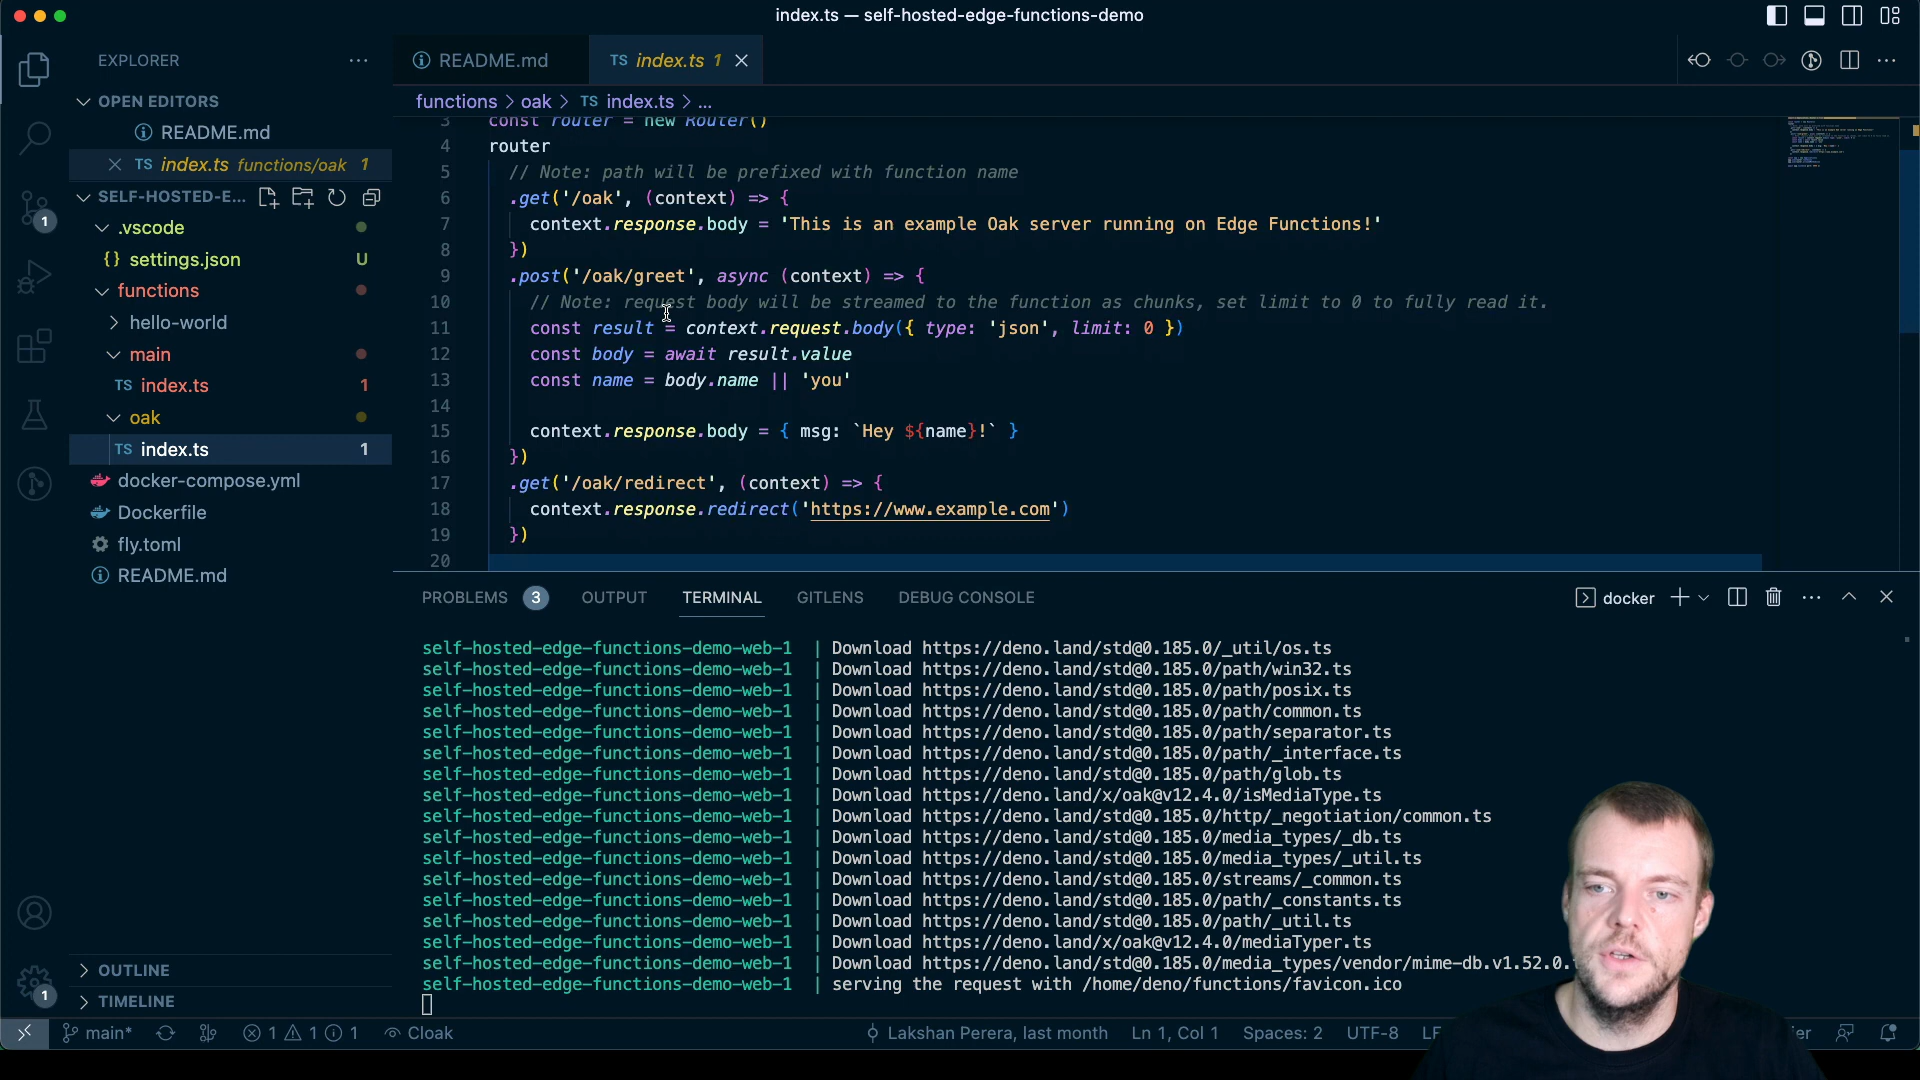 index.ts — self-hosted-edge-functions-demo
EXPLORER
OPEN EDITORS
README.md
TS index.ts functions/oak 1
SELF-HOSTED-E...
.vscode
{} settings.json U
functions
hello-world
main
TS index.ts 1
oak
TS index.ts 1
docker-compose.yml
Dockerfile
fly.toml
README.md
OUTLINE
TIMELINE
README.md
TS index.ts 1
functions > oak > TS index.ts > ...
3 const router = new Router()
4 router
5 // Note: path will be prefixed with function name
6 .get('/oak', (context) => {
7 context.response.body = 'This is an example Oak server running on Edge Functions!'
8 })
9 .post('/oak/greet', async (context) => {
10 // Note: request body will be streamed to the function as chunks, set limit to 0 to fully read it.
11 const result = context.request.body({ type: 'json', limit: 0 })
12 const body = await result.value
13 const name = body.name || 'you'
14
15 context.response.body = { msg: `Hey ${name}!` }
16 })
17 .get('/oak/redirect', (context) => {
18 context.response.redirect('https://www.example.com')
19 })
20
PROBLEMS 3 OUTPUT TERMINAL GITLENS DEBUG CONSOLE
docker
self-hosted-edge-functions-demo-web-1 | Download https://deno.land/std@0.185.0/_util/os.ts
self-hosted-edge-functions-demo-web-1 | Download https://deno.land/std@0.185.0/path/win32.ts
self-hosted-edge-functions-demo-web-1 | Download https://deno.land/std@0.185.0/path/posix.ts
self-hosted-edge-functions-demo-web-1 | Download https://deno.land/std@0.185.0/path/common.ts
self-hosted-edge-functions-demo-web-1 | Download https://deno.land/std@0.185.0/path/separator.ts
self-hosted-edge-functions-demo-web-1 | Download https://deno.land/std@0.185.0/path/_interface.ts
self-hosted-edge-functions-demo-web-1 | Download https://deno.land/std@0.185.0/path/glob.ts
self-hosted-edge-functions-demo-web-1 | Download https://deno.land/x/oak@v12.4.0/isMediaType.ts
self-hosted-edge-functions-demo-web-1 | Download https://deno.land/std@0.185.0/http/_negotiation/common.ts
self-hosted-edge-functions-demo-web-1 | Download https://deno.land/std@0.185.0/media_types/_db.ts
self-hosted-edge-functions-demo-web-1 | Download https://deno.land/std@0.185.0/media_types/_util.ts
self-hosted-edge-functions-demo-web-1 | Download https://deno.land/std@0.185.0/streams/_common.ts
self-hosted-edge-functions-demo-web-1 | Download https://deno.land/std@0.185.0/path/_constants.ts
self-hosted-edge-functions-demo-web-1 | Download https://deno.land/std@0.185.0/path/_util.ts
self-hosted-edge-functions-demo-web-1 | Download https://deno.land/x/oak@v12.4.0/mediaTyper.ts
self-hosted-edge-functions-demo-web-1 | Download https://deno.land/std@0.185.0/media_types/vendor/mime-db.v1.52.0.
self-hosted-edge-functions-demo-web-1 | serving the request with /home/deno/functions/favicon.ico
main* 1 1 1 Cloak Lakshan Perera, last month Ln 1, Col 1 Spaces: 2 UTF-8 LF
1
1